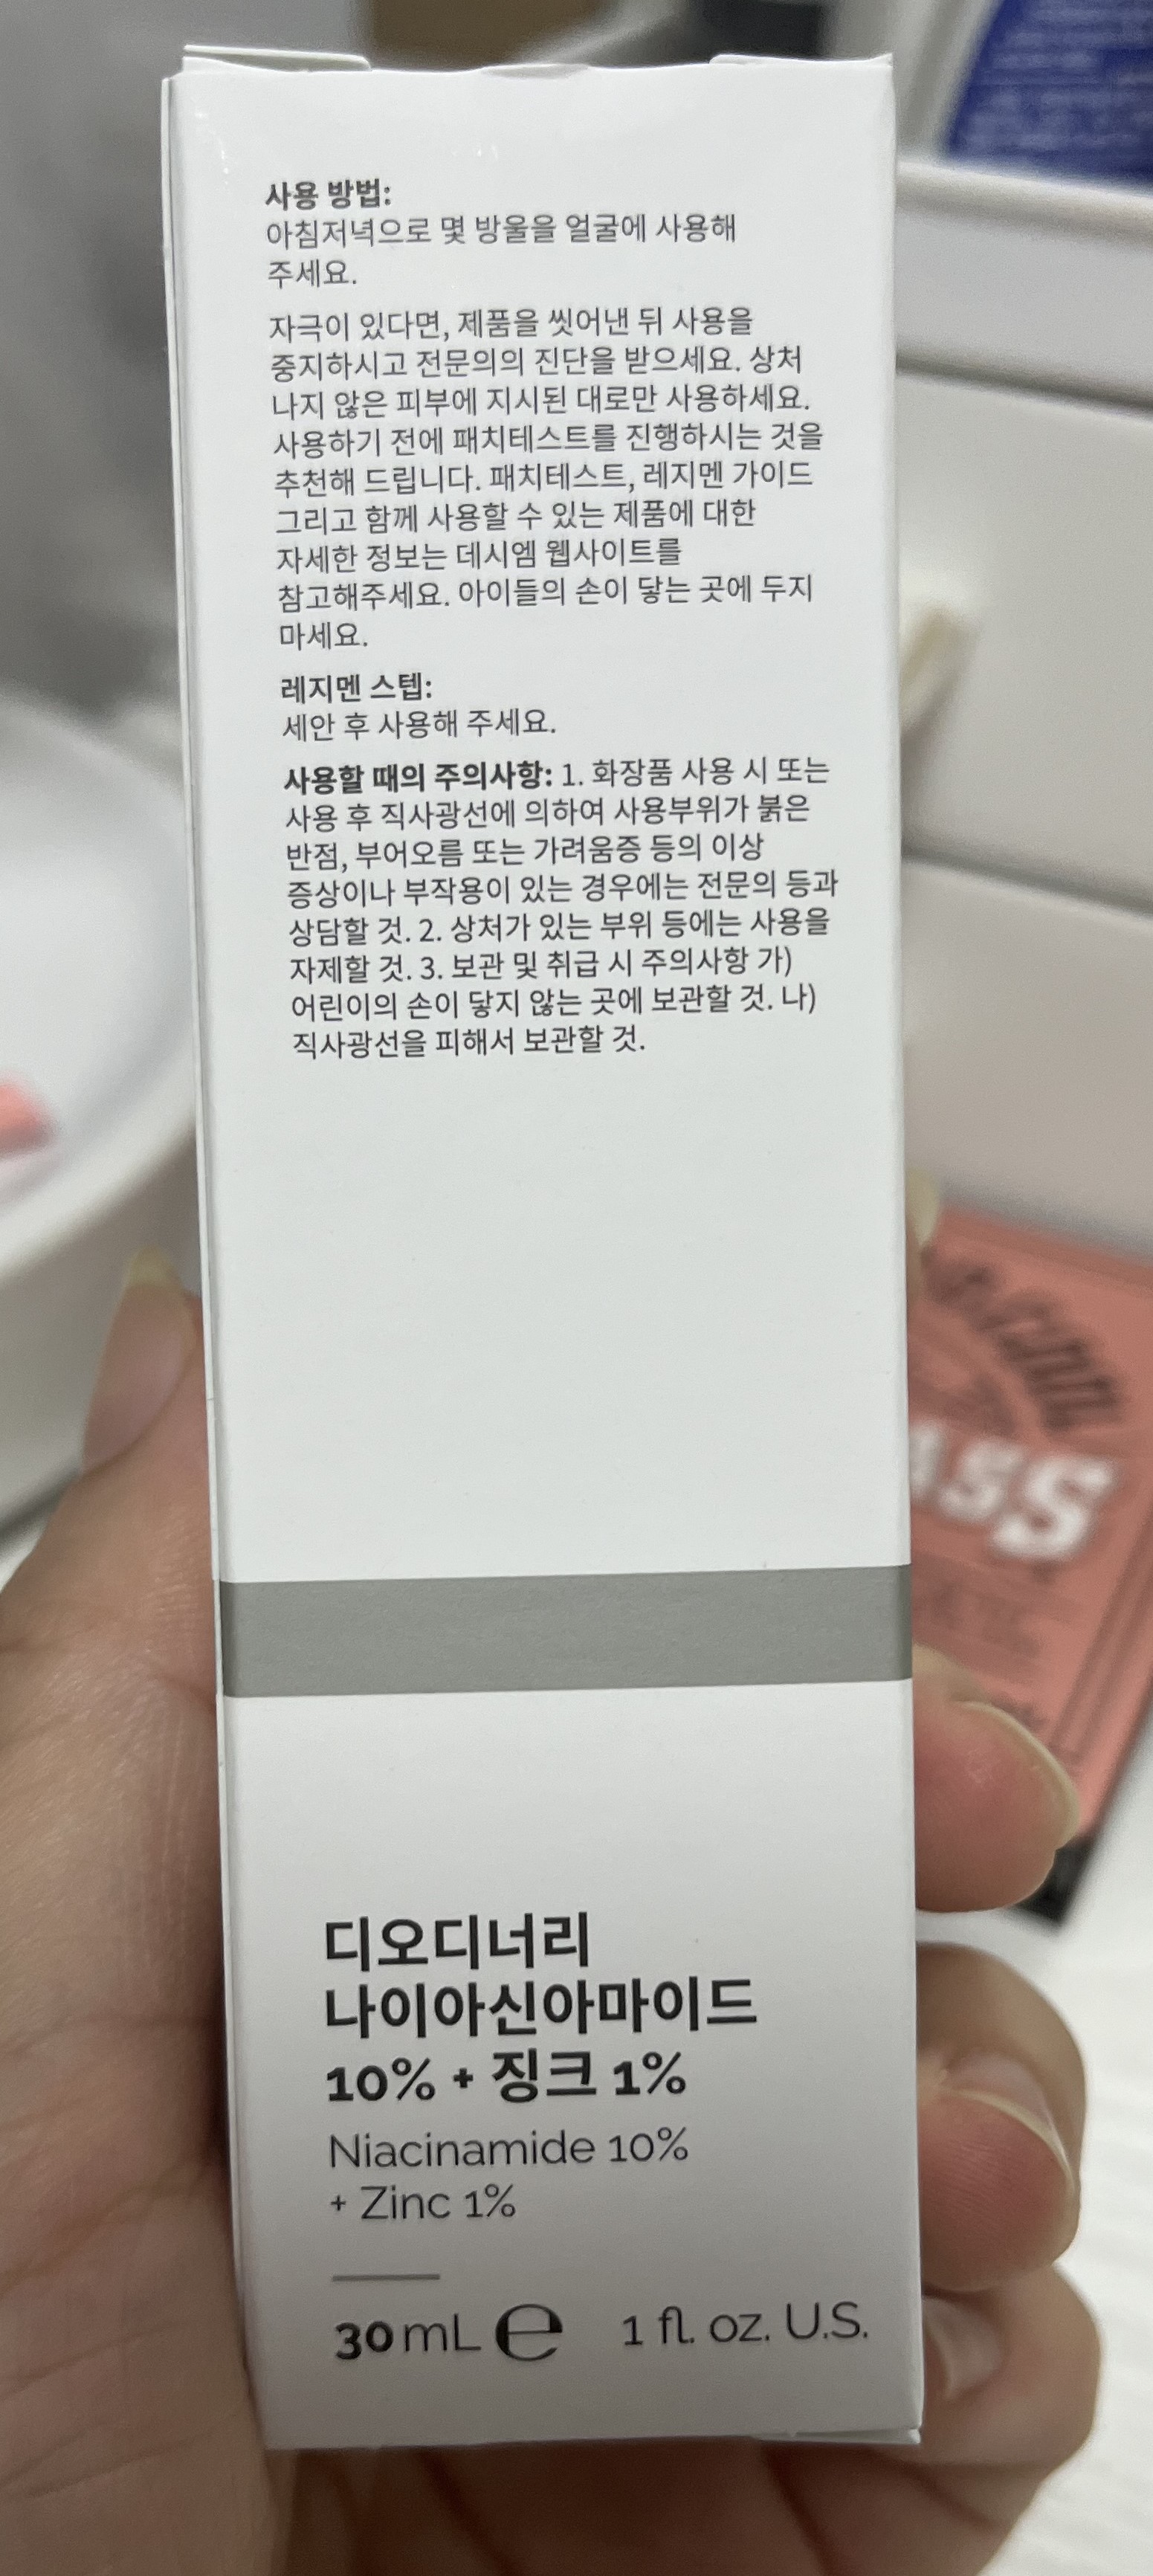 사용 방법:
아침저녁으로 몇 방울을 얼굴에 사용해
주세요.
자극이 있다면, 제품을 씻어낸 뒤 사용을
중지하시고 전문의의 진단을 받으세요. 상처
나지 않은 피부에 지시된 대로만 사용하세요.
사용하기 전에 패치테스트를 진행하시는 것을
추천해 드립니다. 패치테스트, 레지멘 가이드
그리고 함께 사용할 수 있는 제품에 대한
자세한 정보는 데시엠 웹사이트를
참고해주세요. 아이들의 손이 닿는 곳에 두지
마세요.
레지멘 스텝:
세안 후 사용해 주세요.
사용할 때의 주의사항: 1. 화장품 사용 시 또는
사용 후 직사광선에 의하여 사용부위가 붉은
반점, 부어오름 또는 가려움증 등의 이상
증상이나 부작용이 있는 경우에는 전문의 등과
상담할 것. 2. 상처가 있는 부위 등에는 사용을
자제할 것. 3. 보관 및 취급 시 주의사항 가)
어린이의 손이 닿지 않는 곳에 보관할 것. 나)
직사광선을 피해서 보관할 것.
디오디너리
나이아신아마이드
10% + 징크 1%
Niacinamide 10%
+ Zinc 1%
30 mL ℮ 1 fl. oz. U.S.